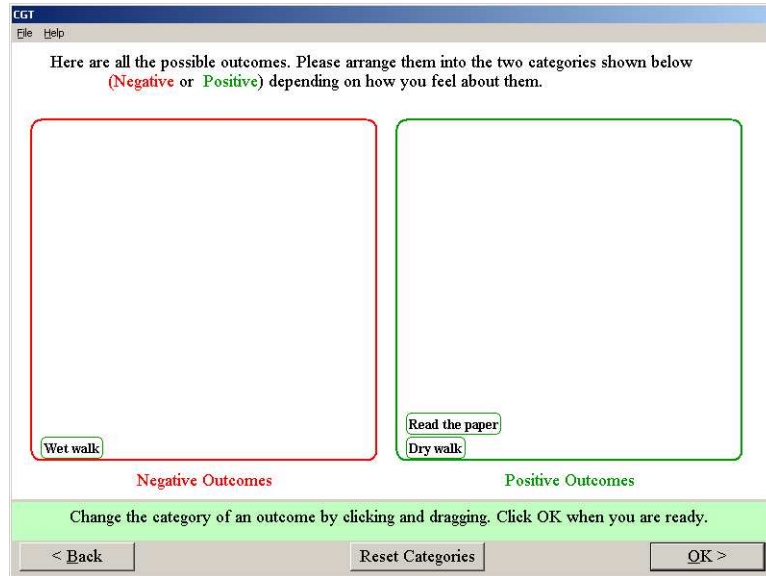 CGT
File Help
Here are all the possible outcomes. Please arrange them into the two categories shown below
(Negative or Positive) depending on how you feel about them.
Read the paper
Wet walk
Dry walk
Negative Outcomes
Positive Outcomes
Change the category of an outcome by clicking and dragging. Click OK when you are ready.
< Back
Reset Categories
OK >